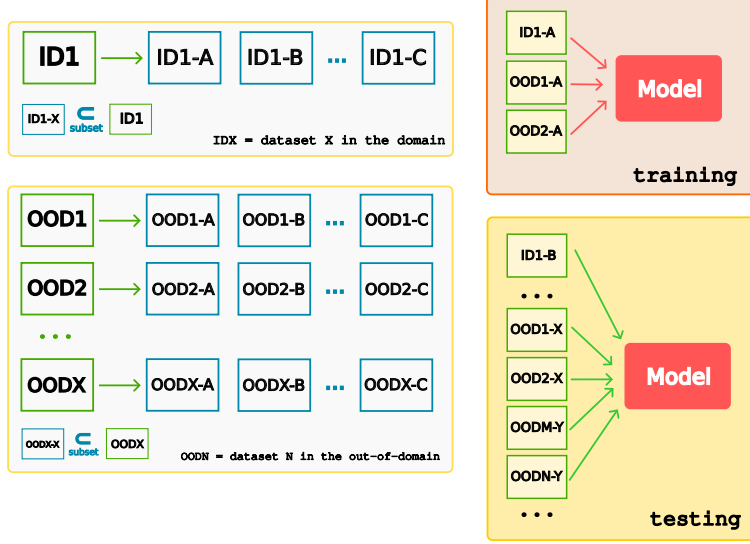 ID1 ID1-A ID1-B ... ID1-C
ID1-X ⊂ subset ID1
IDX = dataset X in the domain
OOD1 OOD1-A OOD1-B ... OOD1-C
OOD2 OOD2-A OOD2-B ... OOD2-C
...
OODX OODX-A OODX-B ... OODX-C
OODX-X ⊂ subset OODX
OODN = dataset N in the out-of-domain
ID1-A
OOD1-A
OOD2-A
Model
training
ID1-B
...
OOD1-X
OOD2-X
OODM-Y
OODN-Y
...
Model
testing